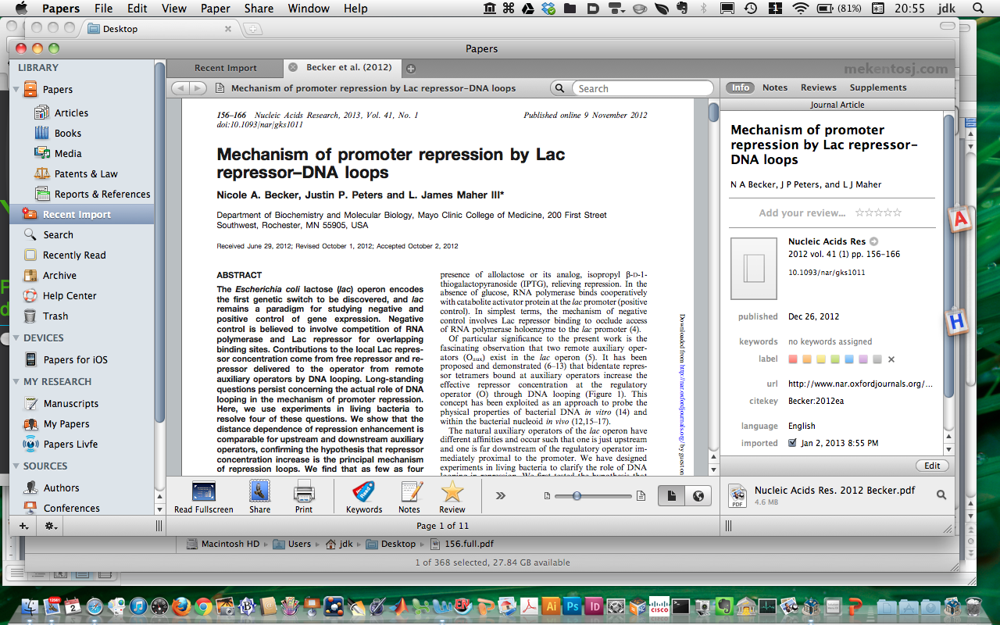 Papers File Edit View Paper Share Window Help (81%) 20:55 jdk
Desktop
Papers
LIBRARY
Papers
Articles
Books
Media
Patents & Law
Reports & References
Recent Import
Search
Recently Read
Archive
Help Center
Trash
DEVICES
Papers for iOS
MY RESEARCH
Manuscripts
My Papers
Papers Livfe
SOURCES
Authors
Conferences
Recent Import Becker et al. (2012)
mekentosj.com
Mechanism of promoter repression by Lac repressor–DNA loops
Search
156–166 Nucleic Acids Research, 2013, Vol. 41, No. 1 Published online 9 November 2012
doi:10.1093/nar/gks1011
Mechanism of promoter repression by Lac
repressor–DNA loops
Nicole A. Becker, Justin P. Peters and L. James Maher III*
Department of Biochemistry and Molecular Biology, Mayo Clinic College of Medicine, 200 First Street
Southwest, Rochester, MN 55905, USA
Received June 29, 2012; Revised October 1, 2012; Accepted October 2, 2012
ABSTRACT
The Escherichia coli lactose (lac) operon encodes
the first genetic switch to be discovered, and lac
remains a paradigm for studying negative and
positive control of gene expression. Negative
control is believed to involve competition of RNA
polymerase and Lac repressor for overlapping
binding sites. Contributions to the local Lac repres-
sor concentration come from free repressor and re-
pressor delivered to the operator from remote
auxiliary operators by DNA looping. Long-standing
questions persist concerning the actual role of DNA
looping in the mechanism of promoter repression.
Here, we use experiments in living bacteria to
resolve four of these questions. We show that the
distance dependence of repression enhancement is
comparable for upstream and downstream auxiliary
operators, confirming the hypothesis that repressor
concentration increase is the principal mechanism
of repression loops. We find that as few as four
presence of allolactose or its analog, isopropyl β-D-1-
thiogalactopyranoside (IPTG), relieving repression. In the
absence of glucose, RNA polymerase binds cooperatively
with catabolite activator protein at the lac promoter (positive
control). In simplest terms, the mechanism of negative
control involves Lac repressor binding to occlude access
of RNA polymerase holoenzyme to the lac promoter (4).
Of particular significance to the present work is the
fascinating observation that two remote auxiliary oper-
ators (Oaux) exist in the lac operon (5). It has been
proposed and demonstrated (6–13) that bidentate repres-
sor tetramers bound at auxiliary operators increase the
effective repressor concentration at the regulatory
operator (O) through DNA looping (Figure 1). This
concept has been exploited as an approach to probe the
physical properties of bacterial DNA in vitro (14) and
within the bacterial nucleoid in vivo (12,15–17).
The natural auxiliary operators of the lac operon have
different affinities and occur such that one is just upstream
and one is far downstream of the regulatory operator im-
mediately proximal to the promoter. We have designed
experiments in living bacteria to clarify the role of DNA
looping in repression. We first tested the hypothesis that
Downloaded from http://nar.oxfordjournals.org/ by guest on
Info Notes Reviews Supplements
Journal Article
Mechanism of promoter
repression by Lac repressor–
DNA loops
N A Becker, J P Peters, and L J Maher
Add your review...
Nucleic Acids Res
2012 vol. 41 (1) pp. 156–166
10.1093/nar/gks1011
published Dec 26, 2012
keywords no keywords assigned
label
url http://www.nar.oxfordjournals.org/...
citekey Becker:2012ea
language English
imported Jan 2, 2013 8:55 PM
Edit
PDF
Nucleic Acids Res. 2012 Becker.pdf
4.6 MB
A
H
Read Fullscreen Share Print Keywords Notes Review
Page 1 of 11
Macintosh HD Users jdk Desktop 156.full.pdf
1 of 368 selected, 27.84 GB available
2
EN
Ai Ps Id
CISCO